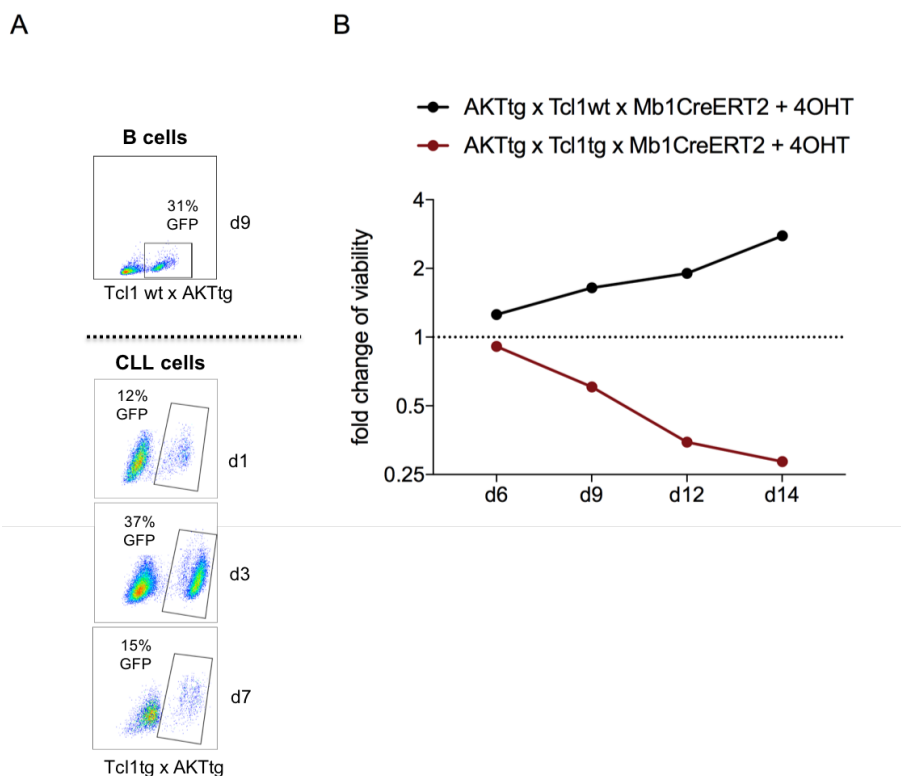 A
B cells
31%
GFP
d9
Tcl1 wt x AKTtg
CLL cells
12%
GFP
d1
37%
GFP
d3
15%
GFP
d7
Tcl1tg x AKTtg
B
AKTtg x Tcl1wt x Mb1CreERT2 + 4OHT
AKTtg x Tcl1tg x Mb1CreERT2 + 4OHT
fold change of viability
4
2
1
0.5
0.25
d6 d9 d12 d14